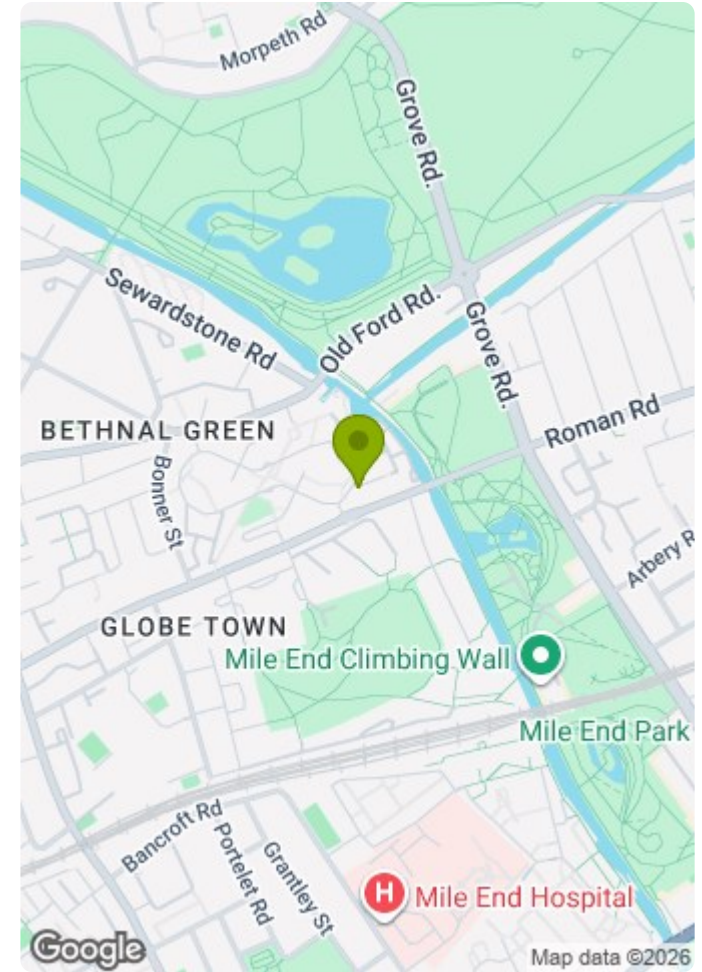 Morpeth Rd
Grove Rd.
Sewardstone Rd
Old Ford Rd.
Grove Rd.
BETHNAL GREEN
Roman Rd
Bonner St
Arbery R
GLOBE TOWN
Mile End Climbing Wall
Mile End Park
Bancroft Rd
Portelet Rd
Grantley St
H
Mile End Hospital
Google
Map data ©2026